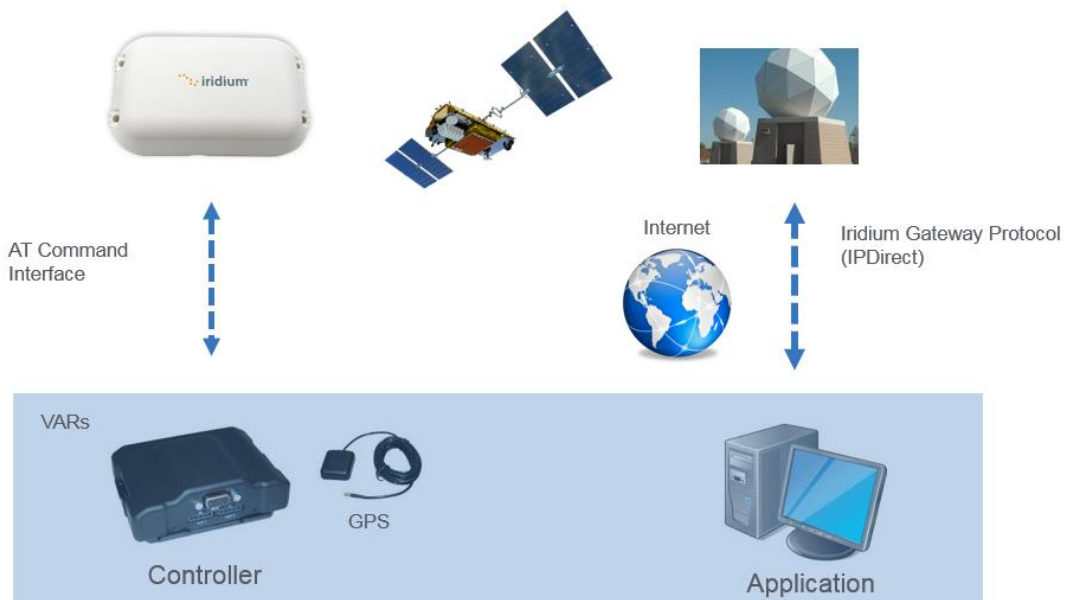 iridium
Internet
AT Command
Interface
Iridium Gateway Protocol
(IPDirect)
VARs
GPS
Controller
Application